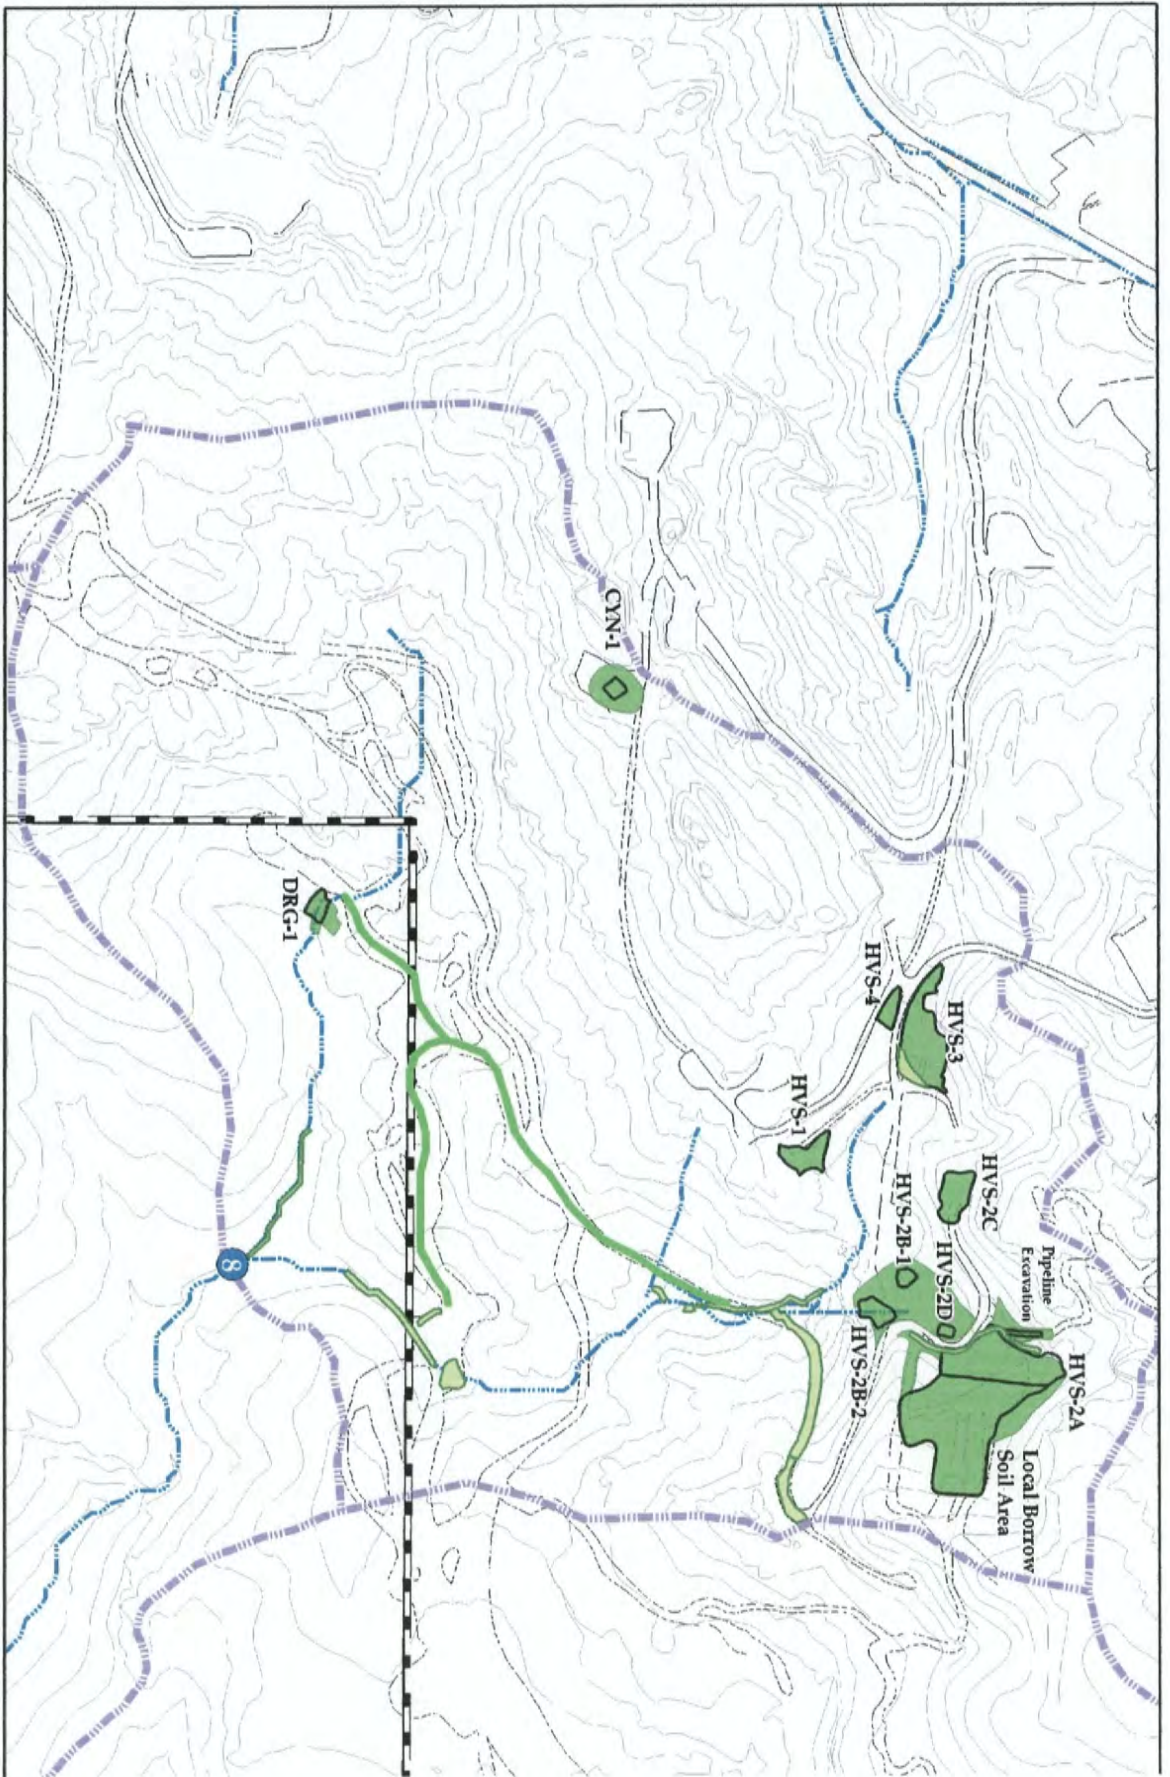 CYN-1
DRG-1
HVS-4
HVS-3
HVS-1
HVS-2C
HVS-2B-1
HVS-2D
Pipeline
Excavation
HVS-2B-2
HVS-2A
Local Borrow
Soil Area
8